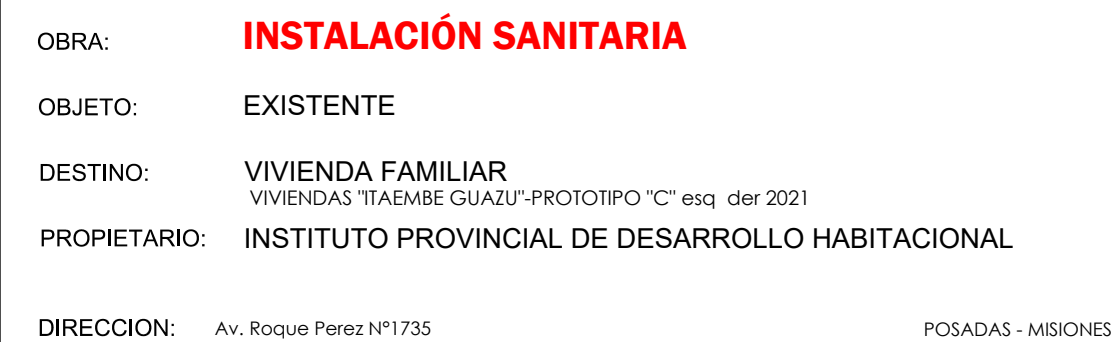 OBRA: INSTALACIÓN SANITARIA
OBJETO: EXISTENTE
DESTINO: VIVIENDA FAMILIAR
VIVIENDAS "ITAEMBE GUAZU"-PROTOTIPO "C" esq der 2021
PROPIETARIO: INSTITUTO PROVINCIAL DE DESARROLLO HABITACIONAL
DIRECCION: Av. Roque Perez N°1735 POSADAS - MISIONES